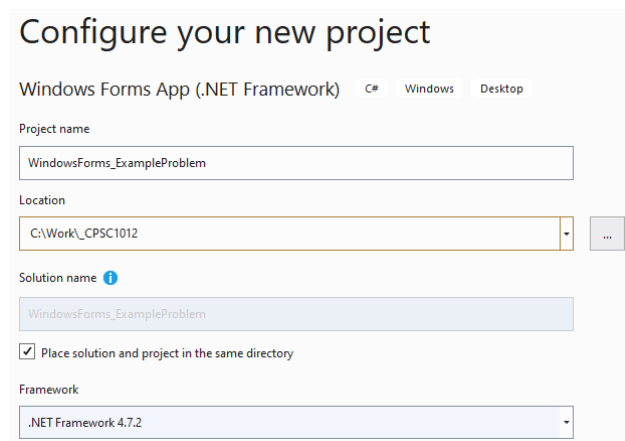 Configure your new project
Windows Forms App (.NET Framework) C# Windows Desktop
Project name
WindowsForms_ExampleProblem
Location
C:\Work\_CPSC1012
...
Solution name
WindowsForms_ExampleProblem
Place solution and project in the same directory
Framework
.NET Framework 4.7.2